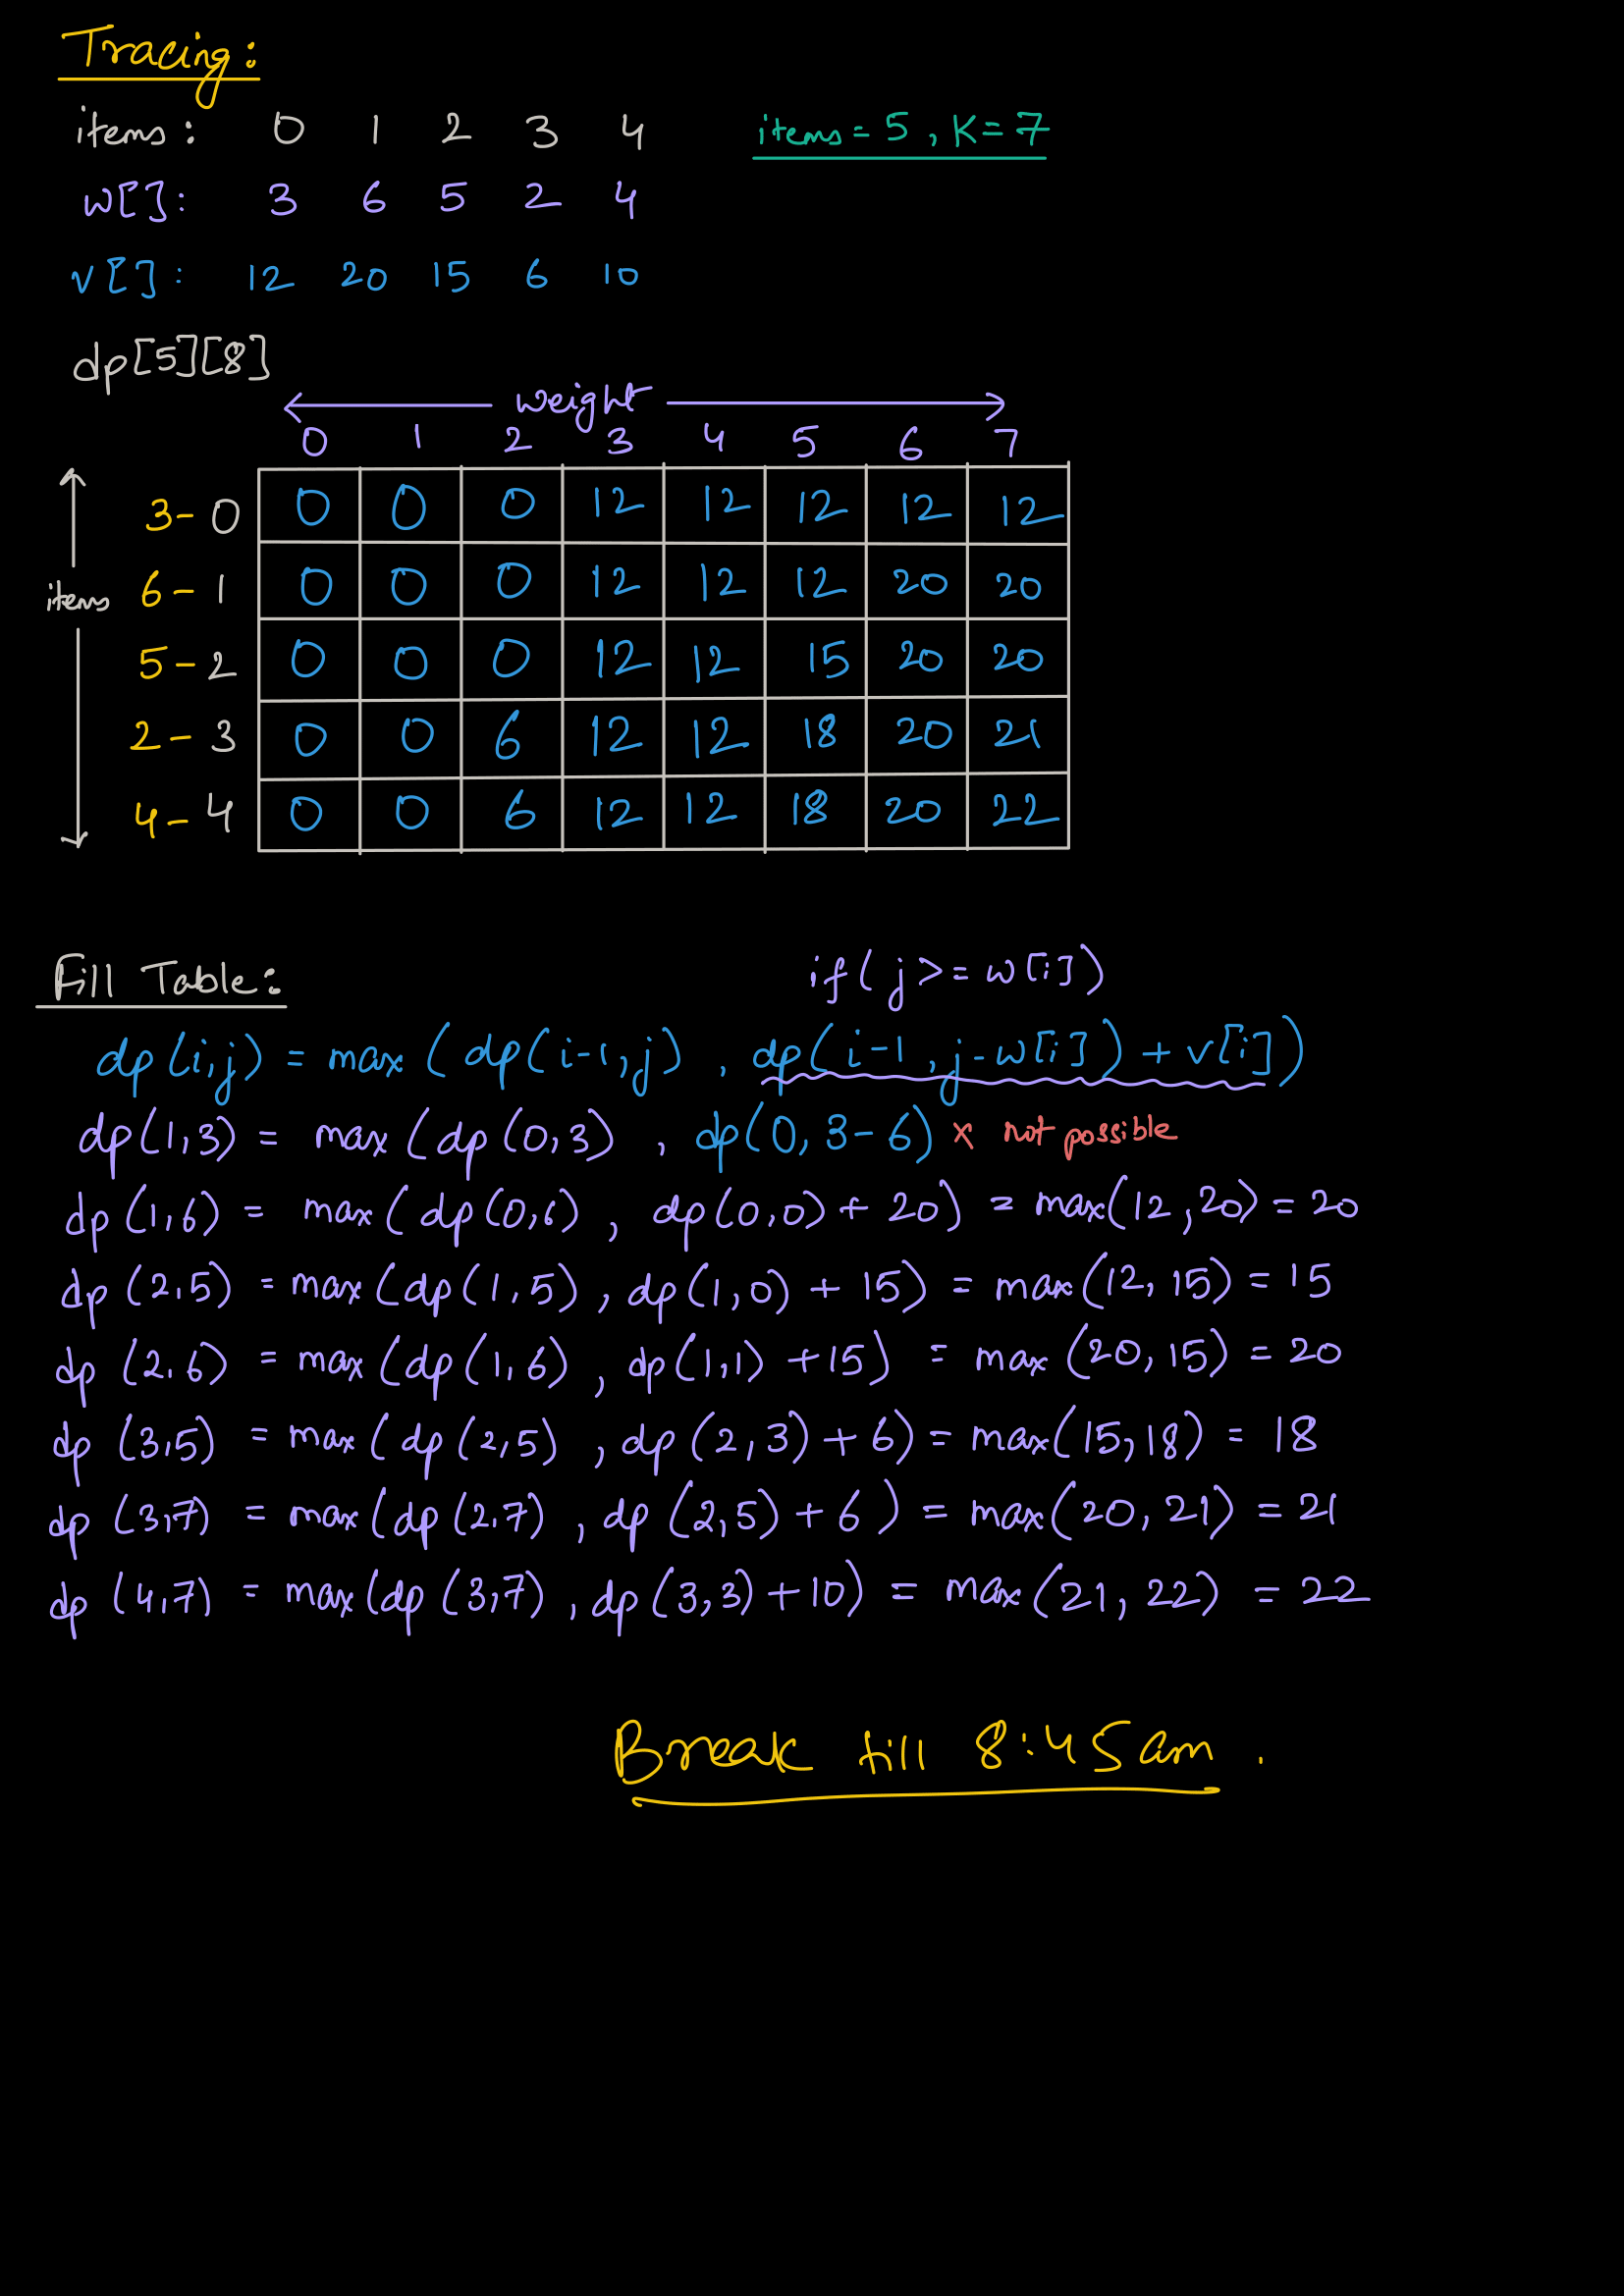 Tracing:
items: 0 1 2 3 4 items = 5, K = 7
w[]: 3 6 5 2 4
v[]: 12 20 15 6 10
dp[5][8]
weight
0 1 2 3 4 5 6 7
3 - 0 0 0 0 12 12 12 12 12
items 6 - 1 0 0 0 12 12 12 20 20
5 - 2 0 0 0 12 12 15 20 20
2 - 3 0 0 6 12 12 18 20 21
4 - 4 0 0 6 12 12 18 20 22
Fill Table: if(j >= w[i])
dp(i,j) = max(dp(i-1,j), dp(i-1,j-w[i]) + v[i])
dp(1,3) = max(dp(0,3), dp(0,3-6) x not possible
dp(1,6) = max(dp(0,6), dp(0,0) + 20) = max(12,20) = 20
dp(2,5) = max(dp(1,5), dp(1,0) + 15) = max(12,15) = 15
dp(2,6) = max(dp(1,6), dp(1,1) + 15) = max(20,15) = 20
dp(3,5) = max(dp(2,5), dp(2,3) + 6) = max(15,18) = 18
dp(3,7) = max(dp(2,7), dp(2,5) + 6) = max(20,21) = 21
dp(4,7) = max(dp(3,7), dp(3,3) + 10) = max(21,22) = 22
Break till 8:45am.